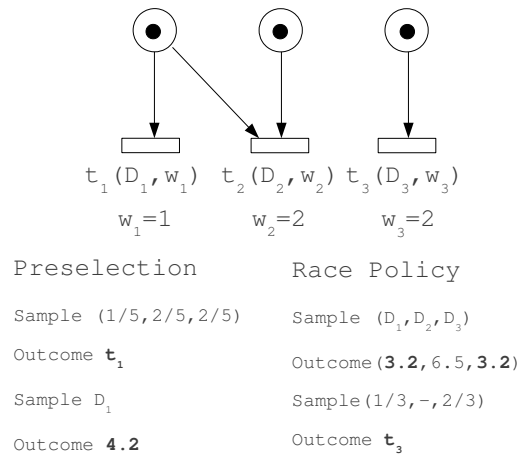 t₁(D₁,w₁) t₂(D₂,w₂) t₃(D₃,w₃)
w₁=1 w₂=2 w₃=2
Preselection
Sample (1/5,2/5,2/5)
Outcome t₁
Sample D₁
Outcome 4.2
Race Policy
Sample (D₁,D₂,D₃)
Outcome(3.2,6.5,3.2)
Sample(1/3,-,2/3)
Outcome t₃